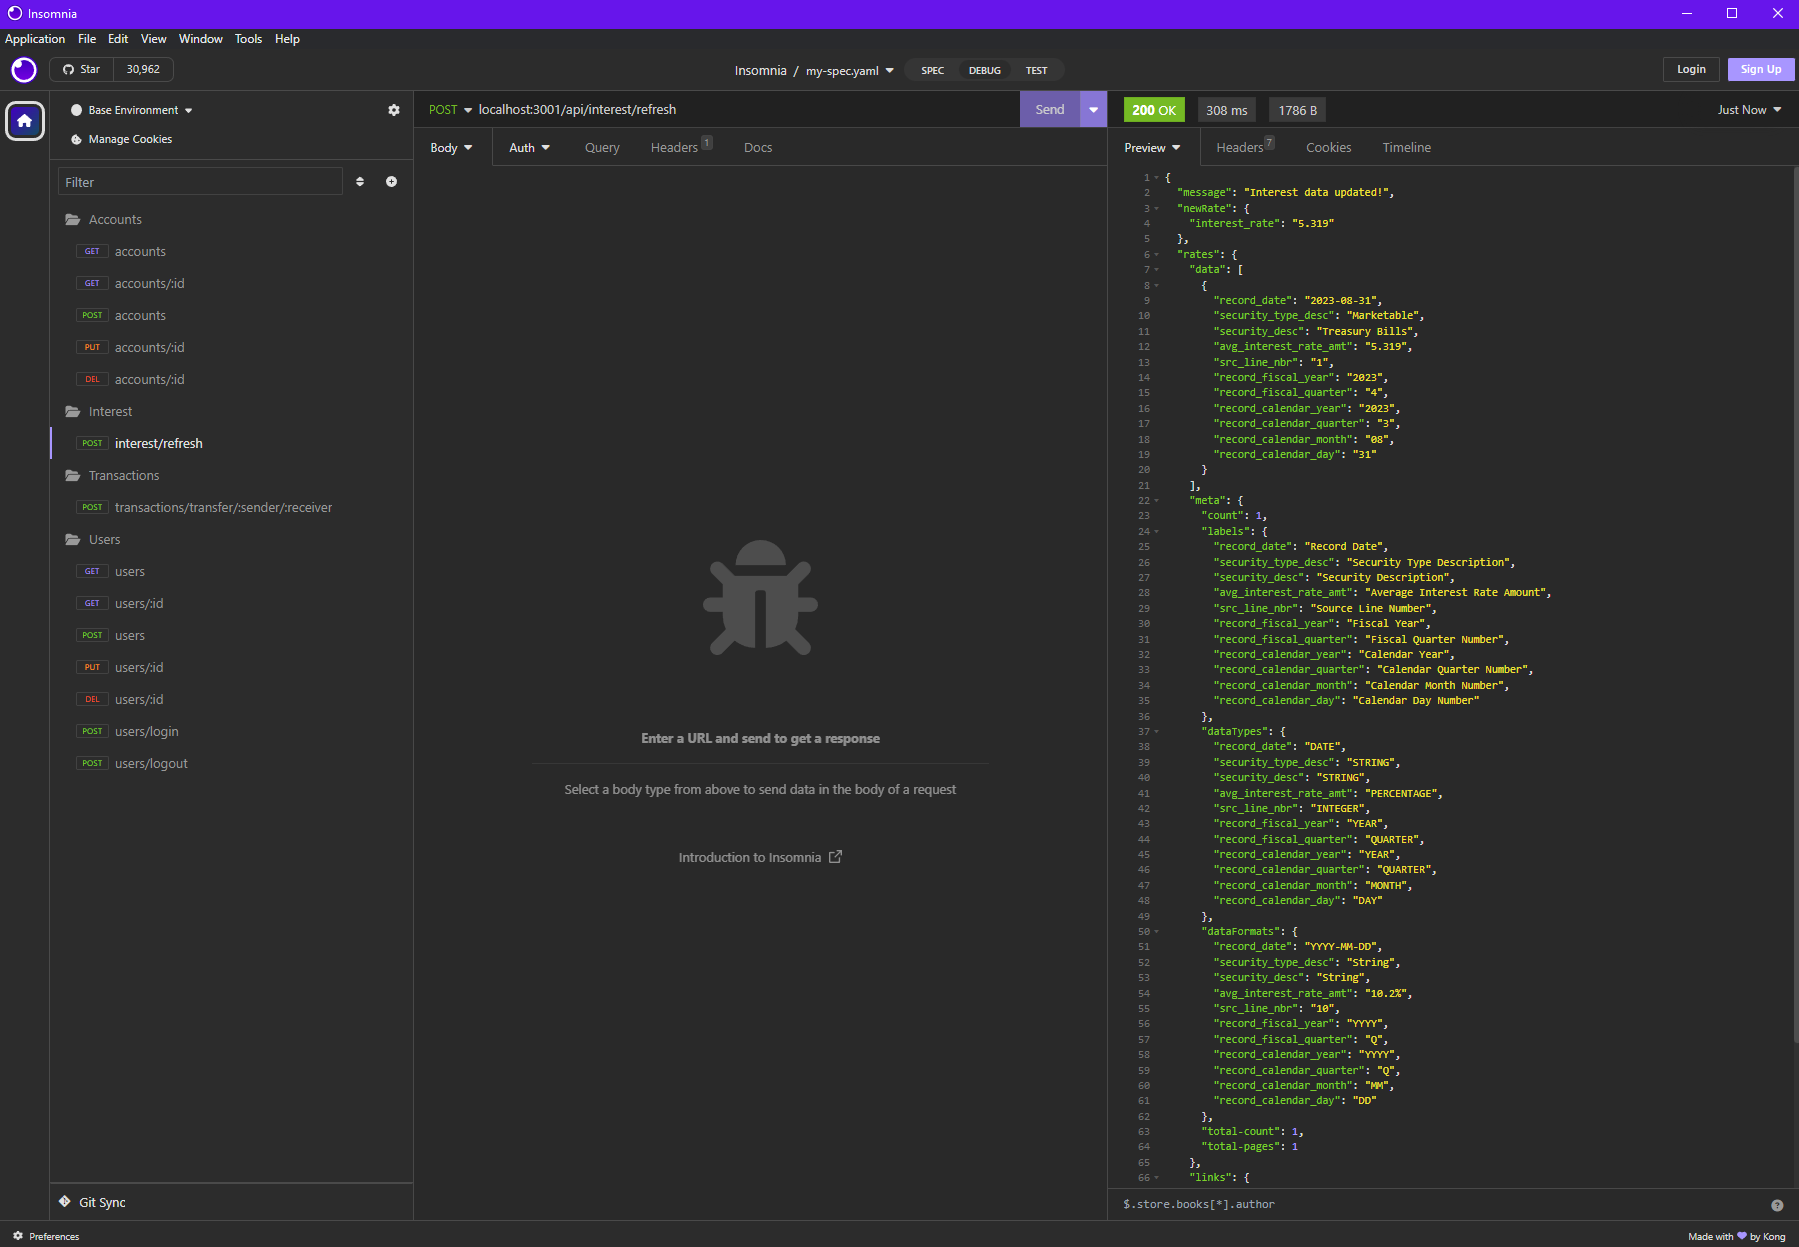 Insomnia
Application File Edit View Window Tools Help
Star 30,962
Insomnia / my-spec.yaml SPEC DEBUG TEST
Login Sign Up
Base Environment
Manage Cookies
Filter
Accounts
GET accounts
GET accounts/:id
POST accounts
PUT accounts/:id
DEL accounts/:id
Interest
POST interest/refresh
Transactions
POST transactions/transfer/:sender/:receiver
Users
GET users
GET users/:id
POST users
PUT users/:id
DEL users/:id
POST users/login
POST users/logout
Git Sync
Preferences
POST localhost:3001/api/interest/refresh Send
Body Auth Query Headers 1 Docs
Enter a URL and send to get a response
Select a body type from above to send data in the body of a request
Introduction to Insomnia
200 OK 308 ms 1786 B Just Now
Preview Headers 7 Cookies Timeline
1 {
2 "message": "Interest data updated!",
3 "newRate": {
4 "interest_rate": "5.319"
5 },
6 "rates": {
7 "data": [
8 {
9 "record_date": "2023-08-31",
10 "security_type_desc": "Marketable",
11 "security_desc": "Treasury Bills",
12 "avg_interest_rate_amt": "5.319",
13 "src_line_nbr": "1",
14 "record_fiscal_year": "2023",
15 "record_fiscal_quarter": "4",
16 "record_calendar_year": "2023",
17 "record_calendar_quarter": "3",
18 "record_calendar_month": "08",
19 "record_calendar_day": "31"
20 }
21 ],
22 "meta": {
23 "count": 1,
24 "labels": {
25 "record_date": "Record Date",
26 "security_type_desc": "Security Type Description",
27 "security_desc": "Security Description",
28 "avg_interest_rate_amt": "Average Interest Rate Amount",
29 "src_line_nbr": "Source Line Number",
30 "record_fiscal_year": "Fiscal Year",
31 "record_fiscal_quarter": "Fiscal Quarter Number",
32 "record_calendar_year": "Calendar Year",
33 "record_calendar_quarter": "Calendar Quarter Number",
34 "record_calendar_month": "Calendar Month Number",
35 "record_calendar_day": "Calendar Day Number"
36 },
37 "dataTypes": {
38 "record_date": "DATE",
39 "security_type_desc": "STRING",
40 "security_desc": "STRING",
41 "avg_interest_rate_amt": "PERCENTAGE",
42 "src_line_nbr": "INTEGER",
43 "record_fiscal_year": "YEAR",
44 "record_fiscal_quarter": "QUARTER",
45 "record_calendar_year": "YEAR",
46 "record_calendar_quarter": "QUARTER",
47 "record_calendar_month": "MONTH",
48 "record_calendar_day": "DAY"
49 },
50 "dataFormats": {
51 "record_date": "YYYY-MM-DD",
52 "security_type_desc": "String",
53 "security_desc": "String",
54 "avg_interest_rate_amt": "10.2%",
55 "src_line_nbr": "10",
56 "record_fiscal_year": "YYYY",
57 "record_fiscal_quarter": "Q",
58 "record_calendar_year": "YYYY",
59 "record_calendar_quarter": "Q",
60 "record_calendar_month": "MM",
61 "record_calendar_day": "DD"
62 },
63 "total-count": 1,
64 "total-pages": 1
65 },
66 "links": {
$.store.books[*].author
Made with by Kong